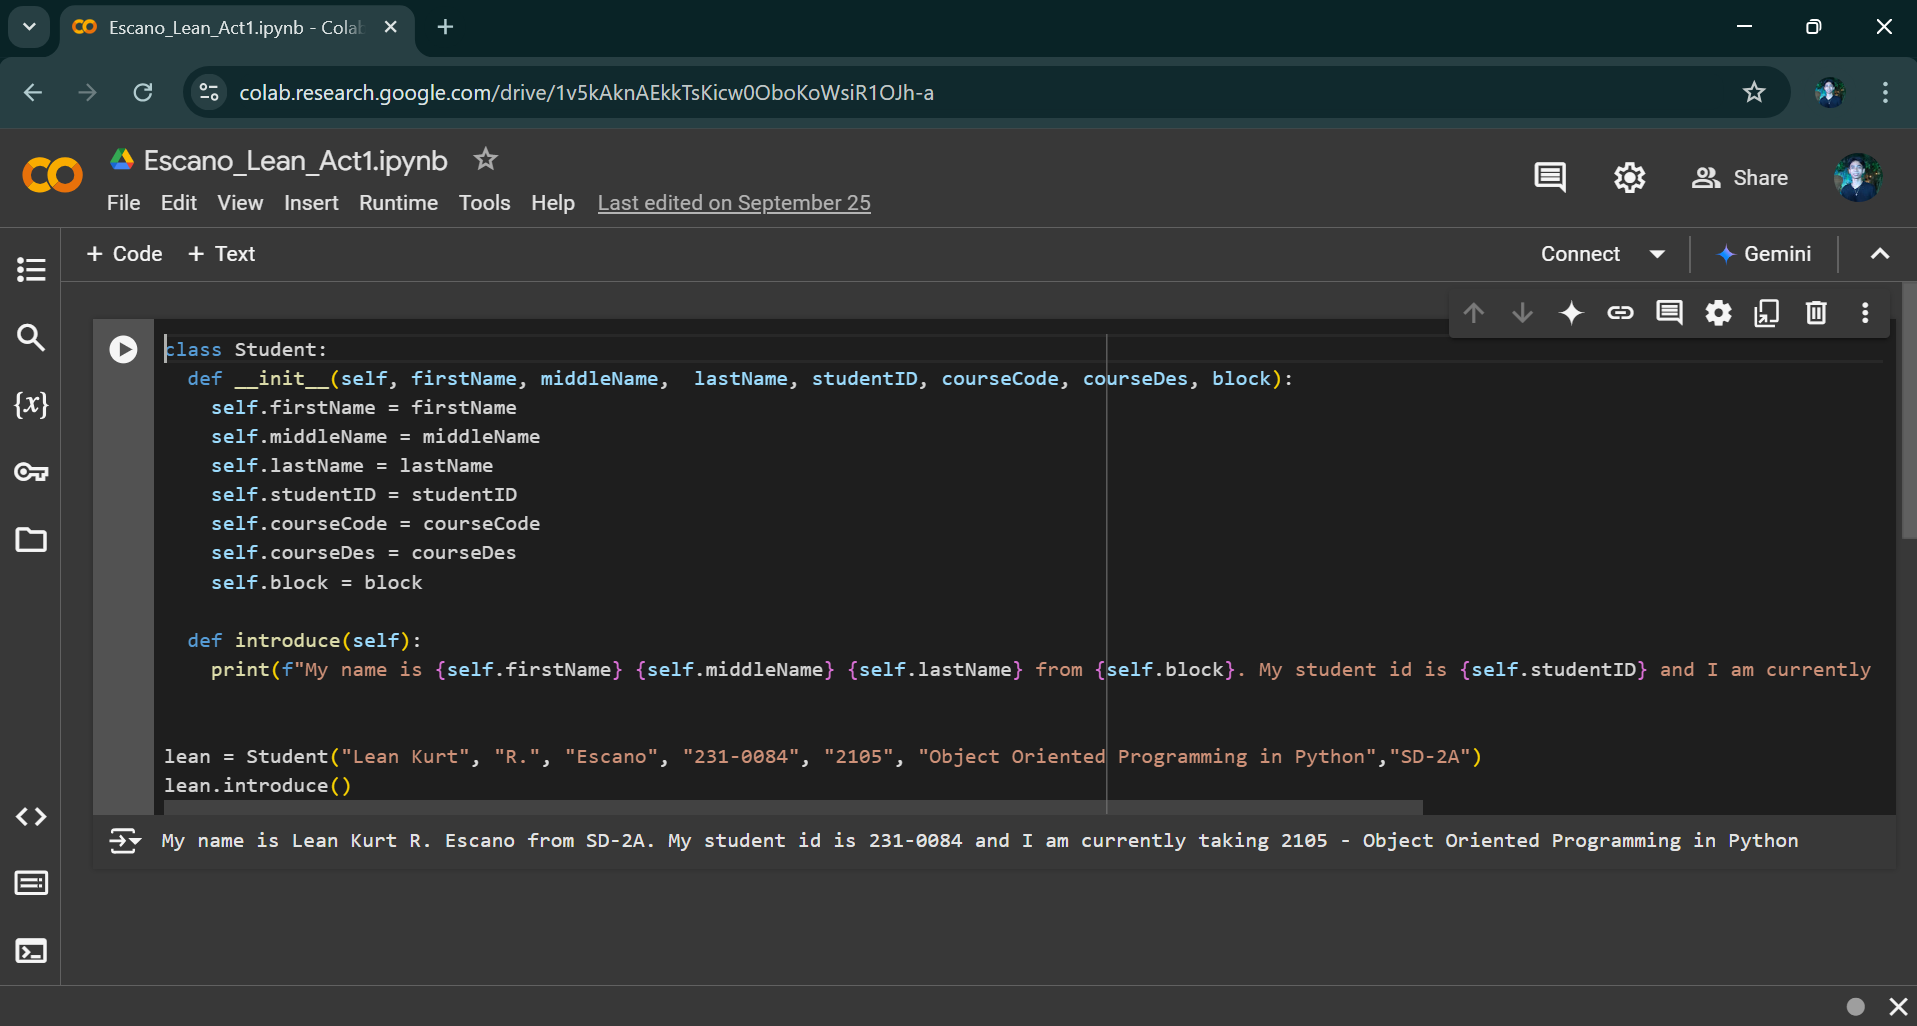 Escano_Lean_Act1.ipynb - Colab
colab.research.google.com/drive/1v5kAknAEkkTsKicw0OboKoWsiR1OJh-a
Escano_Lean_Act1.ipynb
File Edit View Insert Runtime Tools Help Last edited on September 25
Share
+ Code + Text
Connect
Gemini
{x}
class Student:
  def __init__(self, firstName, middleName,  lastName, studentID, courseCode, courseDes, block):
    self.firstName = firstName
    self.middleName = middleName
    self.lastName = lastName
    self.studentID = studentID
    self.courseCode = courseCode
    self.courseDes = courseDes
    self.block = block
  def introduce(self):
    print(f"My name is {self.firstName} {self.middleName} {self.lastName} from {self.block}. My student id is {self.studentID} and I am currently
lean = Student("Lean Kurt", "R.", "Escano", "231-0084", "2105", "Object Oriented Programming in Python","SD-2A")
lean.introduce()
My name is Lean Kurt R. Escano from SD-2A. My student id is 231-0084 and I am currently taking 2105 - Object Oriented Programming in Python